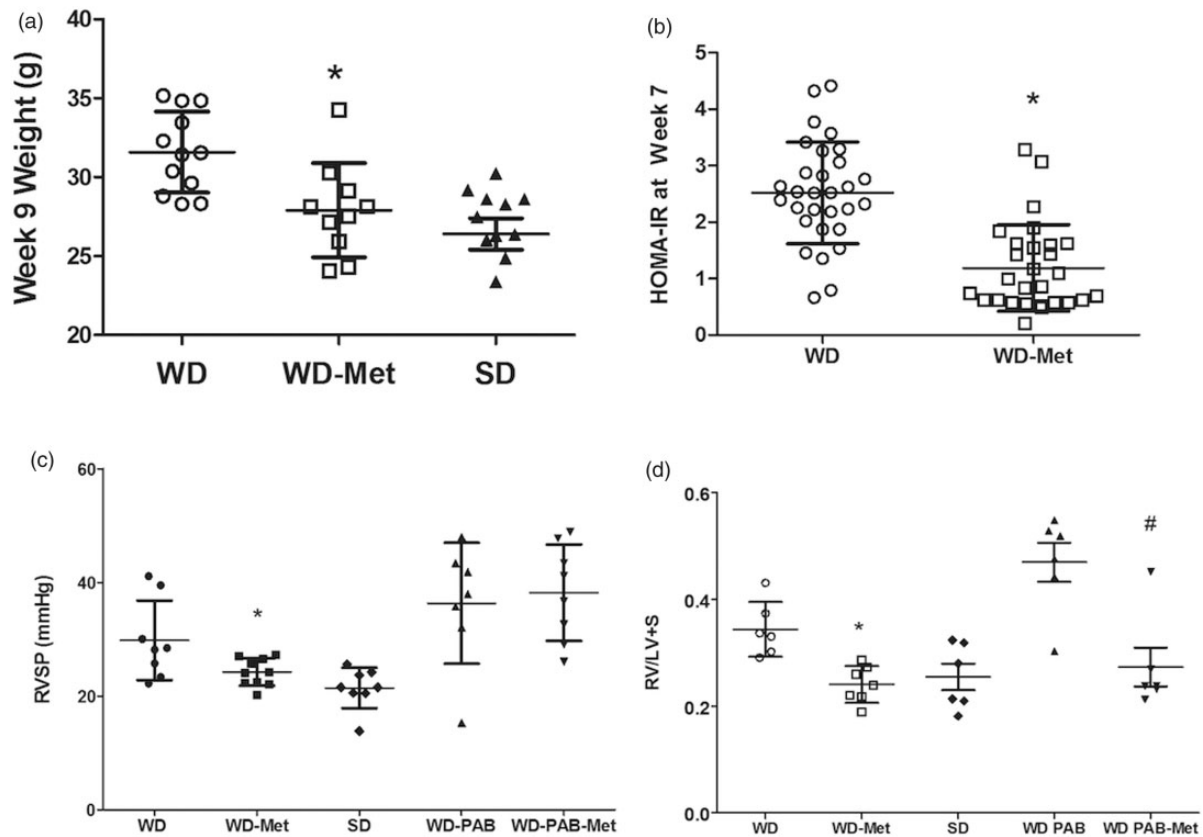 (a)
Week 9 Weight (g)
40
35
30
25
20
*
WD WD-Met SD
(b)
HOMA-IR at Week 7
5
4
3
2
1
0
*
WD WD-Met
(c)
RVSP (mmHg)
60
40
20
0
*
WD WD-Met SD WD-PAB WD-PAB-Met
(d)
RV/LV+S
0.6
0.4
0.2
0.0
*
#
WD WD-Met SD WD PAB WD PAB-Met